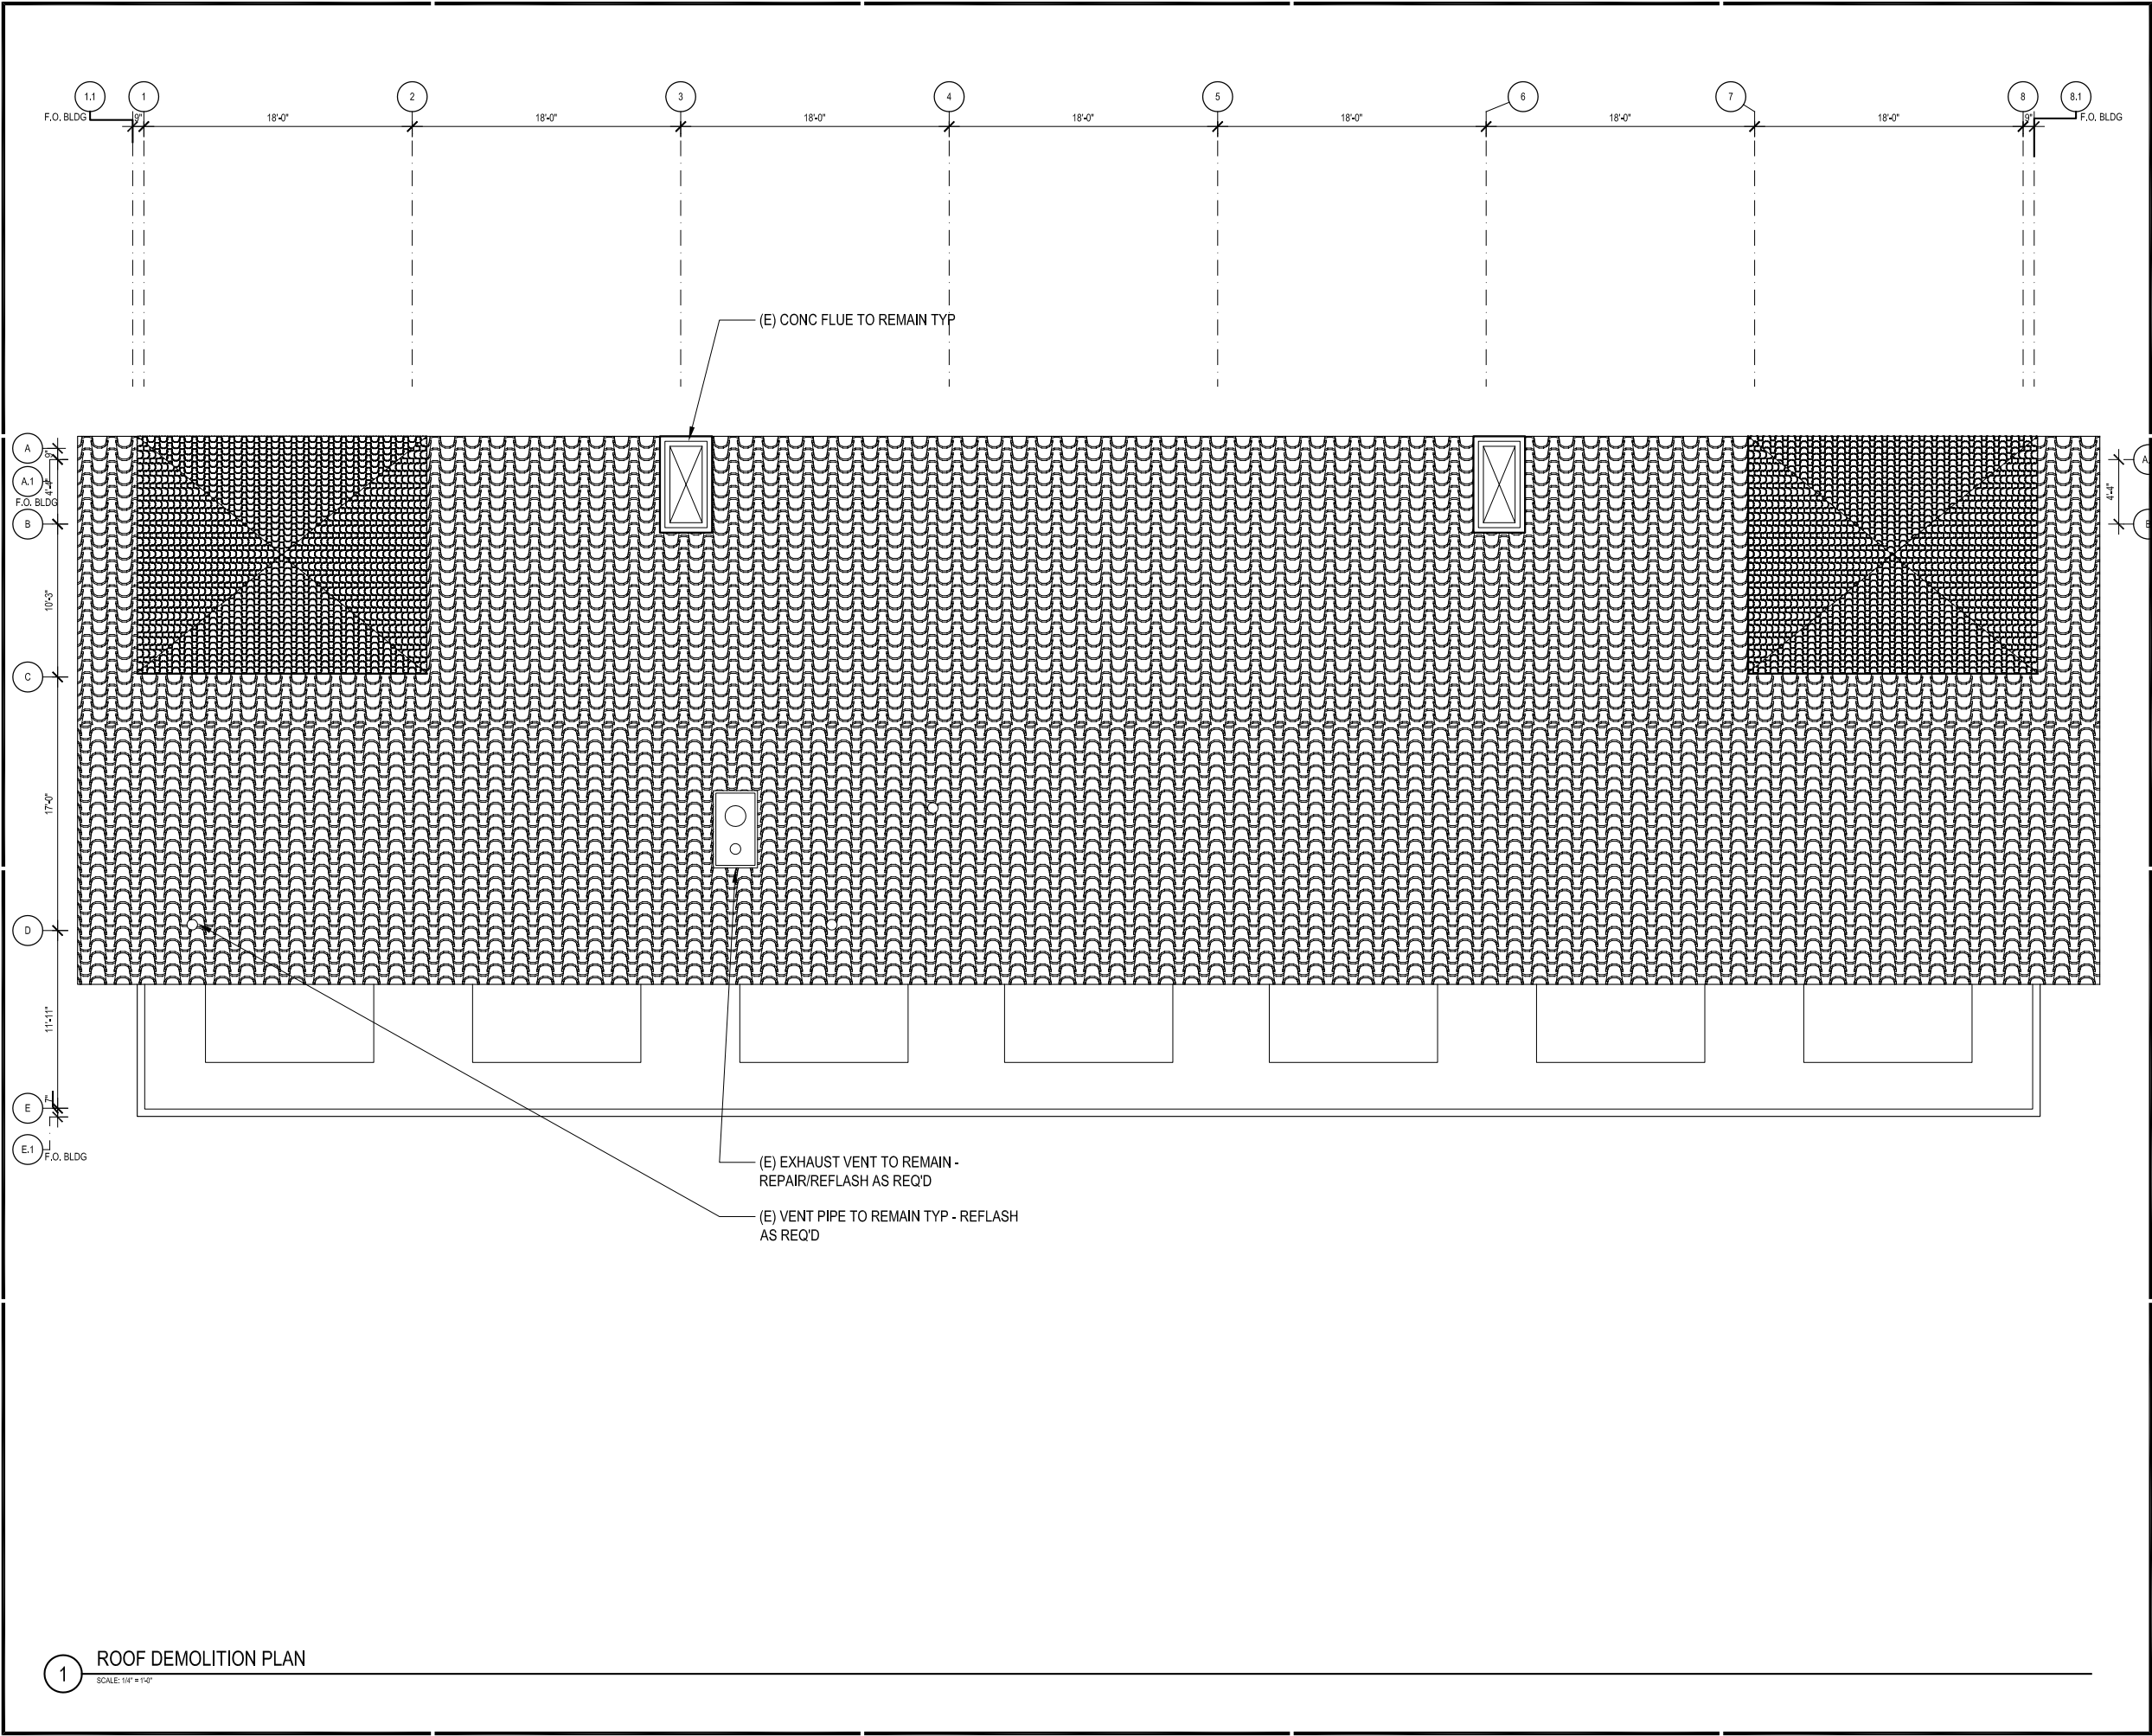 1.1 1 2 3 4 5 6 7 8 8.1
F.O. BLDG 9" 18'-0" 18'-0" 18'-0" 18'-0" 18'-0" 18'-0" 18'-0" 9" F.O. BLDG
(E) CONC FLUE TO REMAIN TYP
A
9"
A.1
4'-4"
F.O. BLDG
B
10'-3"
C
17'-0"
D
11'-11"
E
7"
E.1
F.O. BLDG
A
4'-4"
(E) EXHAUST VENT TO REMAIN -
REPAIR/REFLASH AS REQ'D
(E) VENT PIPE TO REMAIN TYP - REFLASH
AS REQ'D
1 ROOF DEMOLITION PLAN
SCALE: 1/4" = 1'-0"